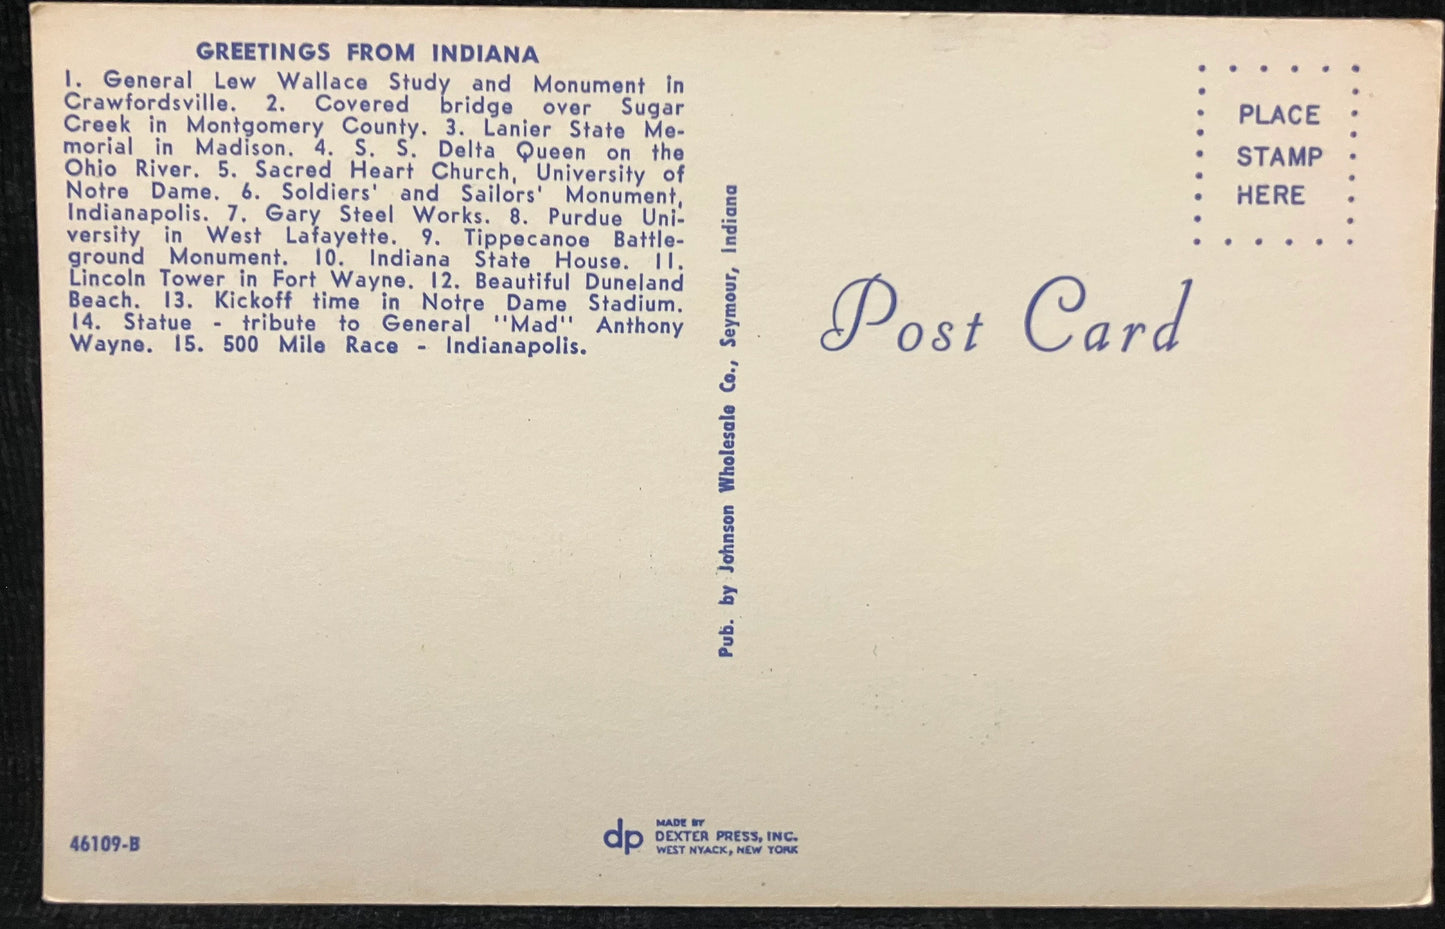 GREETINGS FROM INDIANA
1. General Lew Wallace Study and Monument in
Crawfordsville. 2. Covered bridge over Sugar
Creek in Montgomery County. 3. Lanier State Me-
morial in Madison. 4. S. S. Delta Queen on the
Ohio River. 5. Sacred Heart Church, University of
Notre Dame. 6. Soldiers' and Sailors' Monument,
Indianapolis. 7. Gary Steel Works. 8. Purdue Uni-
versity in West Lafayette. 9. Tippecanoe Battle-
ground Monument. 10. Indiana State House. 11.
Lincoln Tower in Fort Wayne. 12. Beautiful Duneland
Beach. 13. Kickoff time in Notre Dame Stadium.
14. Statue - tribute to General "Mad" Anthony
Wayne. 15. 500 Mile Race - Indianapolis.
Pub. by Johnson Wholesale Co., Seymour, Indiana
PLACE
STAMP
HERE
Post Card
46109-B
dp
MADE BY
DEXTER PRESS, INC.
WEST NYACK, NEW YORK